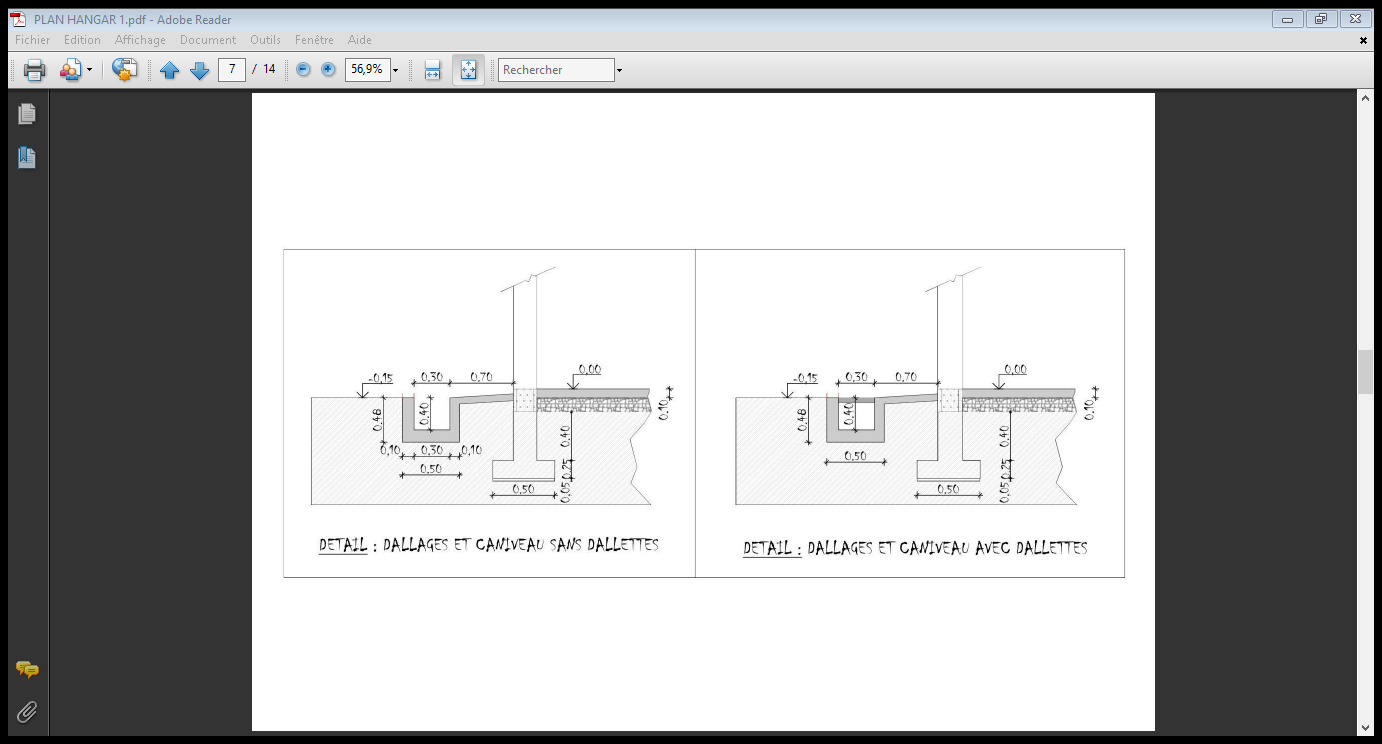 PLAN HANGAR 1.pdf - Adobe Reader
Fichier Edition Affichage Document Outils Fenêtre Aide
7 / 14 56,9% Rechercher
-0,15 0,30 0,70 0,00
0,48 0,40 0,10
0,10 0,30 0,10 0,40
0,50 0,25
0,50 0,05
DETAIL : DALLAGES ET CANIVEAU SANS DALLETTES
-0,15 0,30 0,70 0,00
0,48 0,40 0,10
0,50 0,40
0,25
0,50 0,05
DETAIL : DALLAGES ET CANIVEAU AVEC DALLETTES